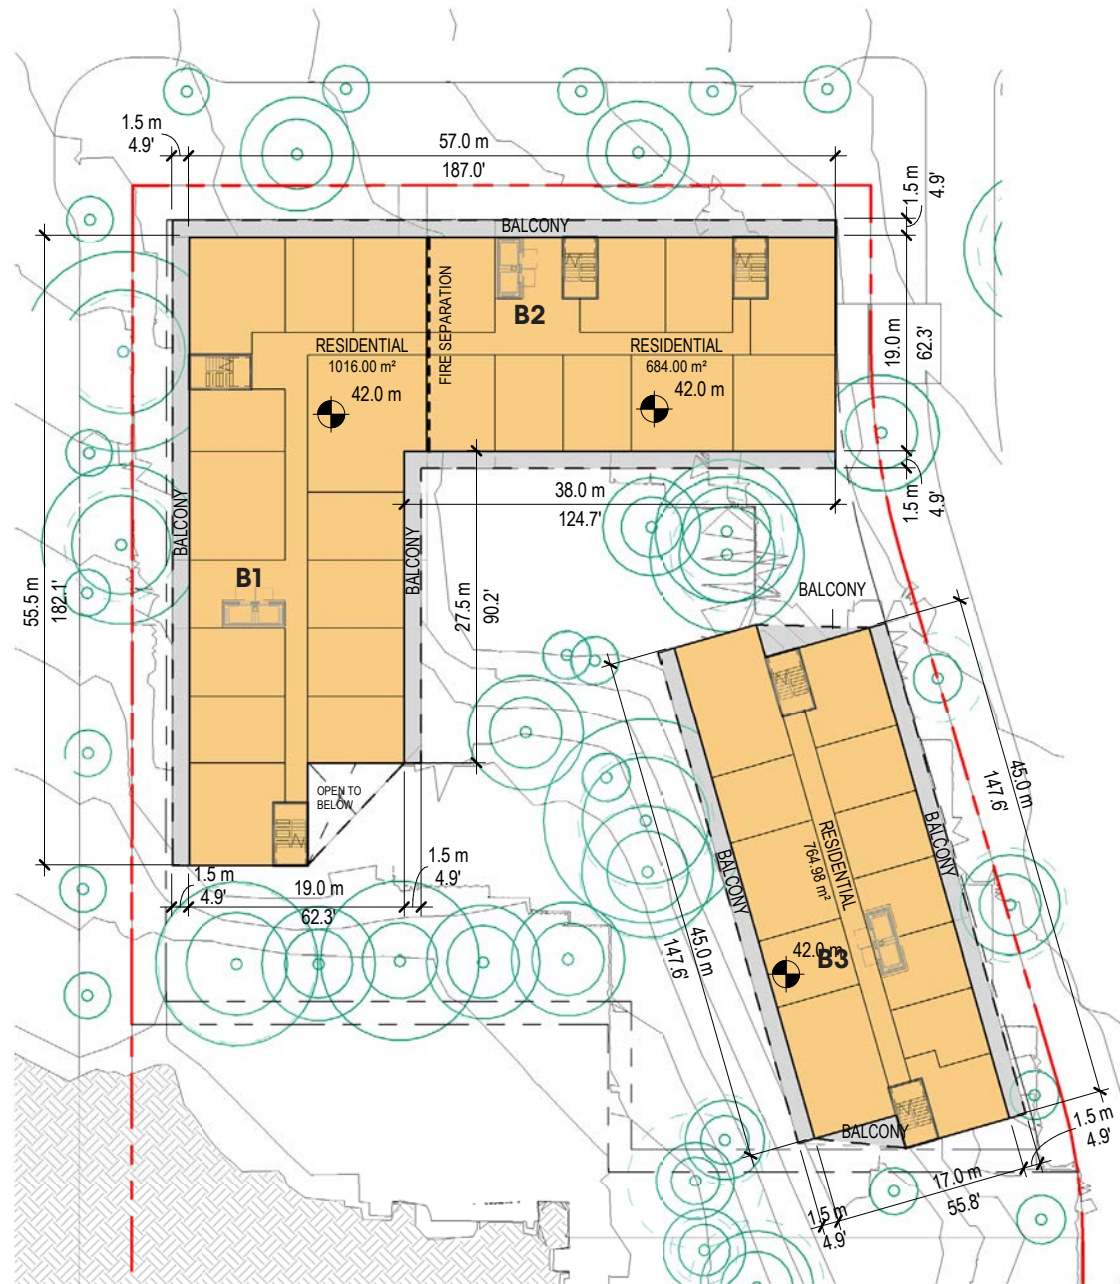 1.5 m
4.9'
57.0 m
187.0'
1.5 m
4.9'
BALCONY
FIRE SEPARATION
B2
RESIDENTIAL
1016.00 m²
42.0 m
RESIDENTIAL
684.00 m²
42.0 m
19.0 m
62.3'
1.5 m
4.9'
38.0 m
124.7'
BALCONY
BALCONY
B1
55.5 m
182.1'
27.5 m
90.2'
BALCONY
OPEN TO
BELOW
1.5 m
4.9'
19.0 m
62.3'
1.5 m
4.9'
45.0 m
147.6'
RESIDENTIAL
764.98 m²
BALCONY
BALCONY
42.0 m
B3
45.0 m
147.6'
BALCONY
1.5 m
4.9'
17.0 m
55.8'
1.5 m
4.9'